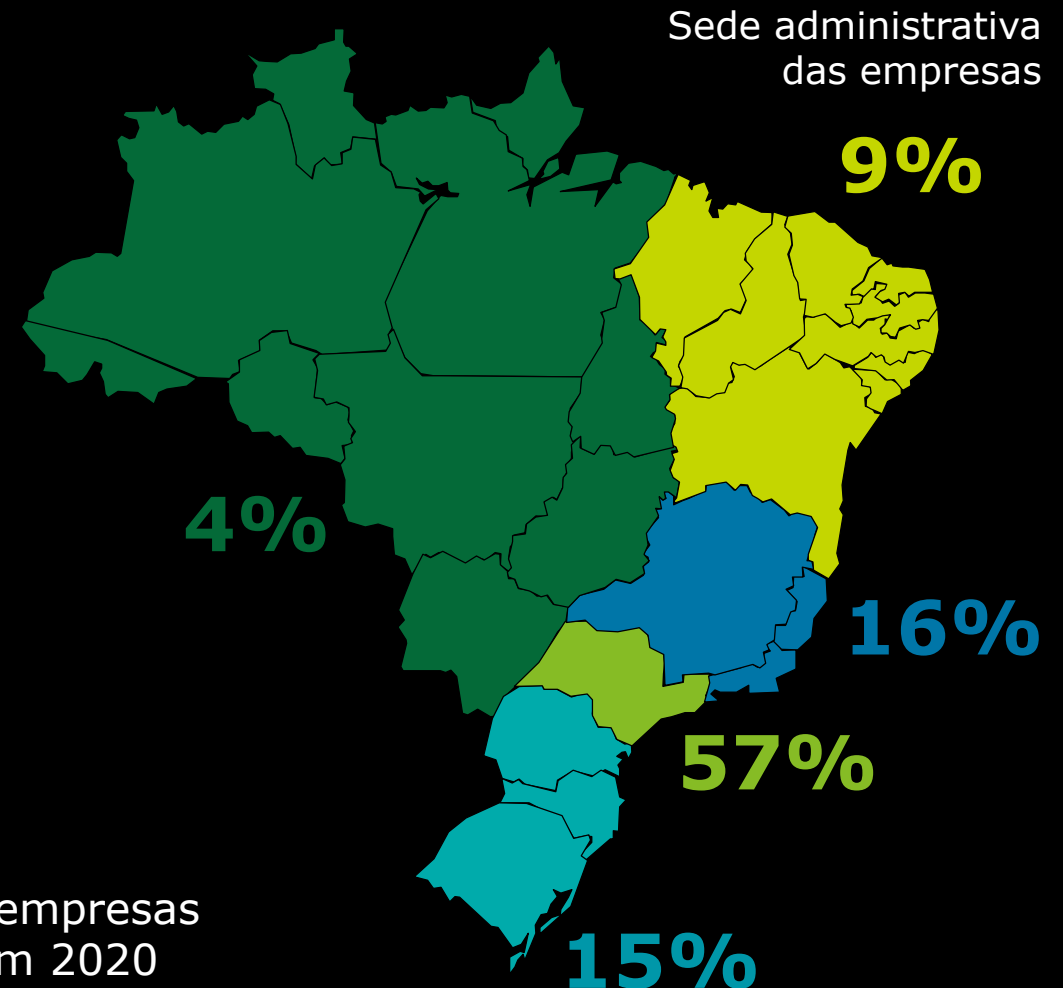 Sede administrativa
das empresas
9%
4%
16%
57%
empresas
m 2020
15%